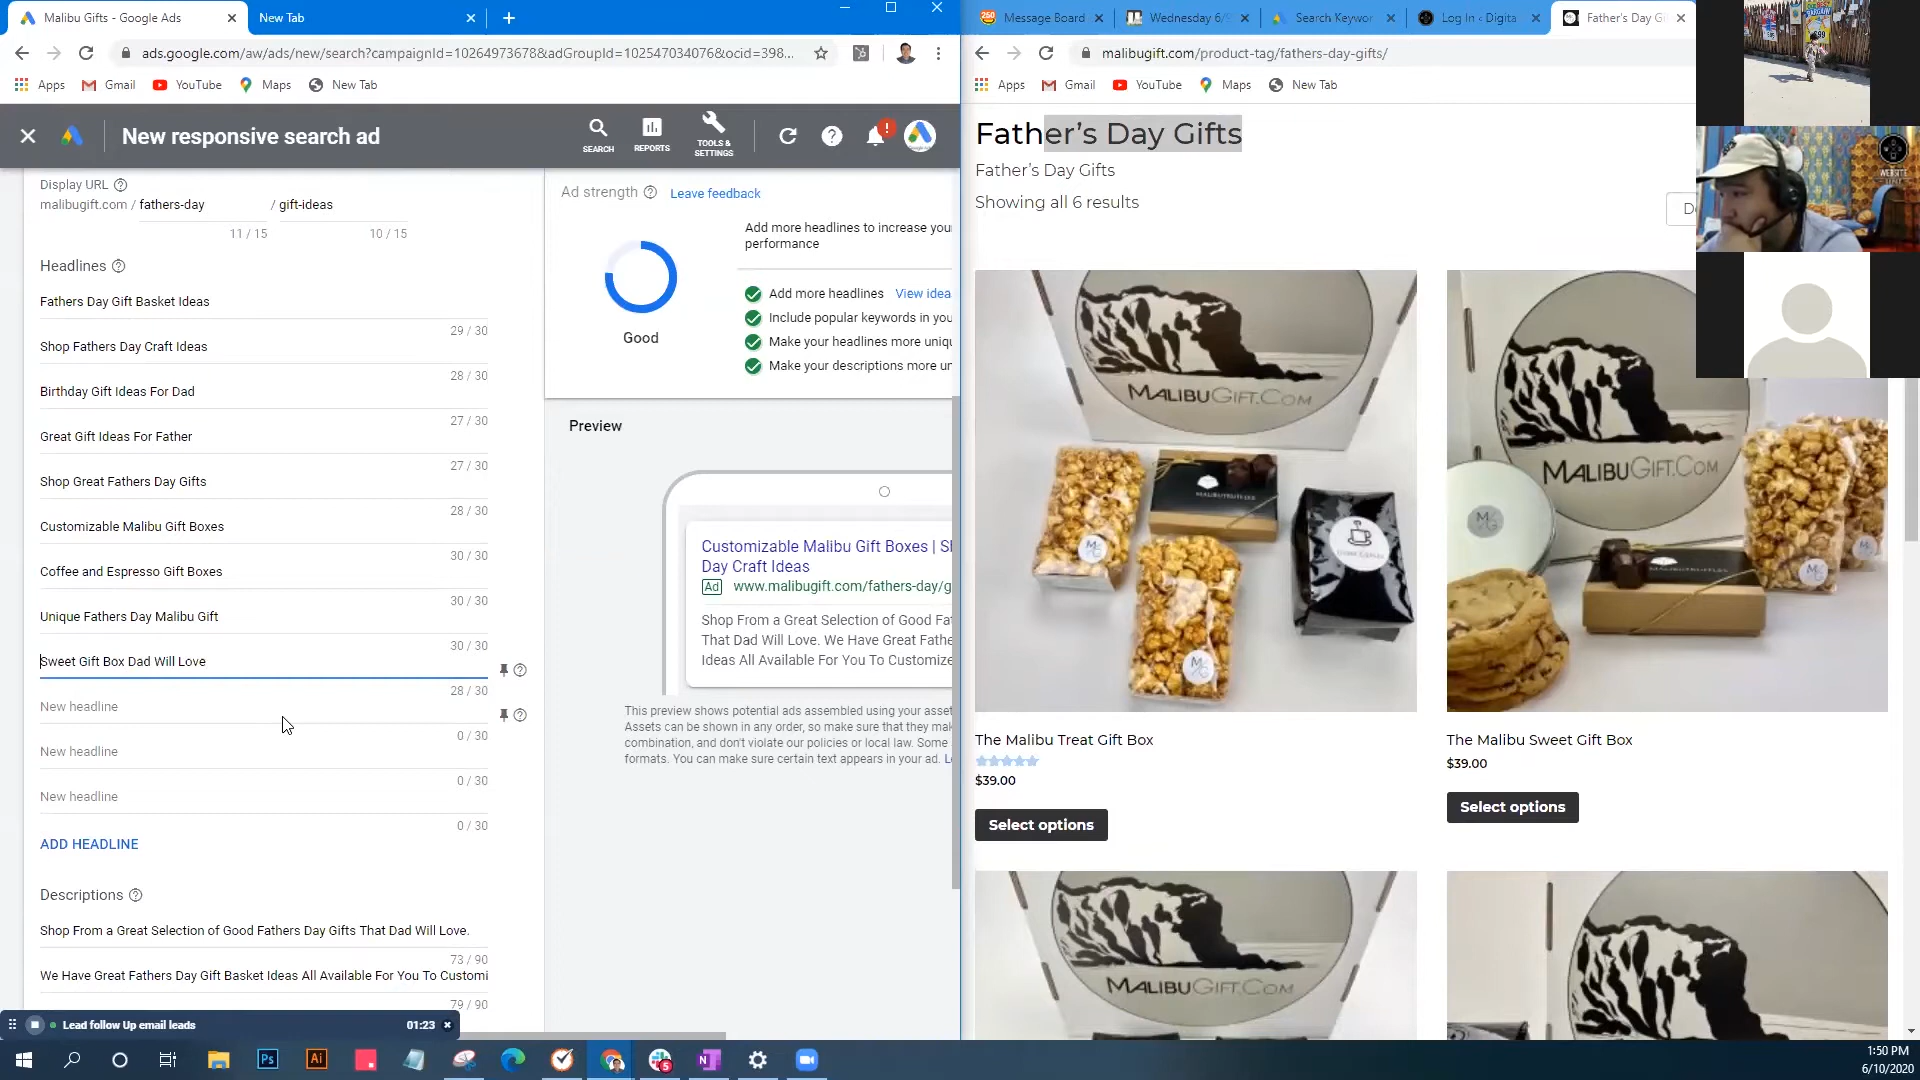 Malibu Gifts - Google Ads
New Tab
ads.google.com/aw/ads/new/search?campaignId=10264973678&adGroupId=102547034076&ocid=398...
Apps
Gmail
YouTube
Maps
New Tab
New responsive search ad
SEARCH
REPORTS
TOOLS &
SETTINGS
!
Display URL
malibugift.com / fathers-day / gift-ideas
11 / 15
10 / 15
Headlines
Fathers Day Gift Basket Ideas
29 / 30
Shop Fathers Day Craft Ideas
28 / 30
Birthday Gift Ideas For Dad
27 / 30
Great Gift Ideas For Father
27 / 30
Shop Great Fathers Day Gifts
28 / 30
Customizable Malibu Gift Boxes
30 / 30
Coffee and Espresso Gift Boxes
30 / 30
Unique Fathers Day Malibu Gift
30 / 30
Sweet Gift Box Dad Will Love
28 / 30
New headline
0 / 30
New headline
0 / 30
New headline
0 / 30
ADD HEADLINE
Descriptions
Shop From a Great Selection of Good Fathers Day Gifts That Dad Will Love.
73 / 90
We Have Great Fathers Day Gift Basket Ideas All Available For You To Customi
79 / 90
Ad strength
Leave feedback
Good
Add more headlines to increase you
performance
Add more headlines View idea
Include popular keywords in you
Make your headlines more uniqu
Make your descriptions more un
Preview
Customizable Malibu Gift Boxes | S
Day Craft Ideas
Ad www.malibugift.com/fathers-day/g
Shop From a Great Selection of Good Fa
That Dad Will Love. We Have Great Fathe
Ideas All Available For You To Customize
This preview shows potential ads assembled using your asset
Assets can be shown in any order, so make sure that they mak
combination, and don't violate our policies or local law. Some
formats. You can make sure certain text appears in your ad. L
Lead follow Up email leads
01:23
Message Board
Wednesday 6/
Search Keywor
Log In ‹ Digita
Father's Day G
malibugift.com/product-tag/fathers-day-gifts/
Apps
Gmail
YouTube
Maps
New Tab
Father's Day Gifts
Father's Day Gifts
Showing all 6 results
MALIBUGIFT.COM
MALIBUGIFT.COM
The Malibu Treat Gift Box
$39.00
Select options
The Malibu Sweet Gift Box
$39.00
Select options
MALIBUGIFT.COM
MALIBUGIFT.COM
WEBSITE
1:50 PM
6/10/2020